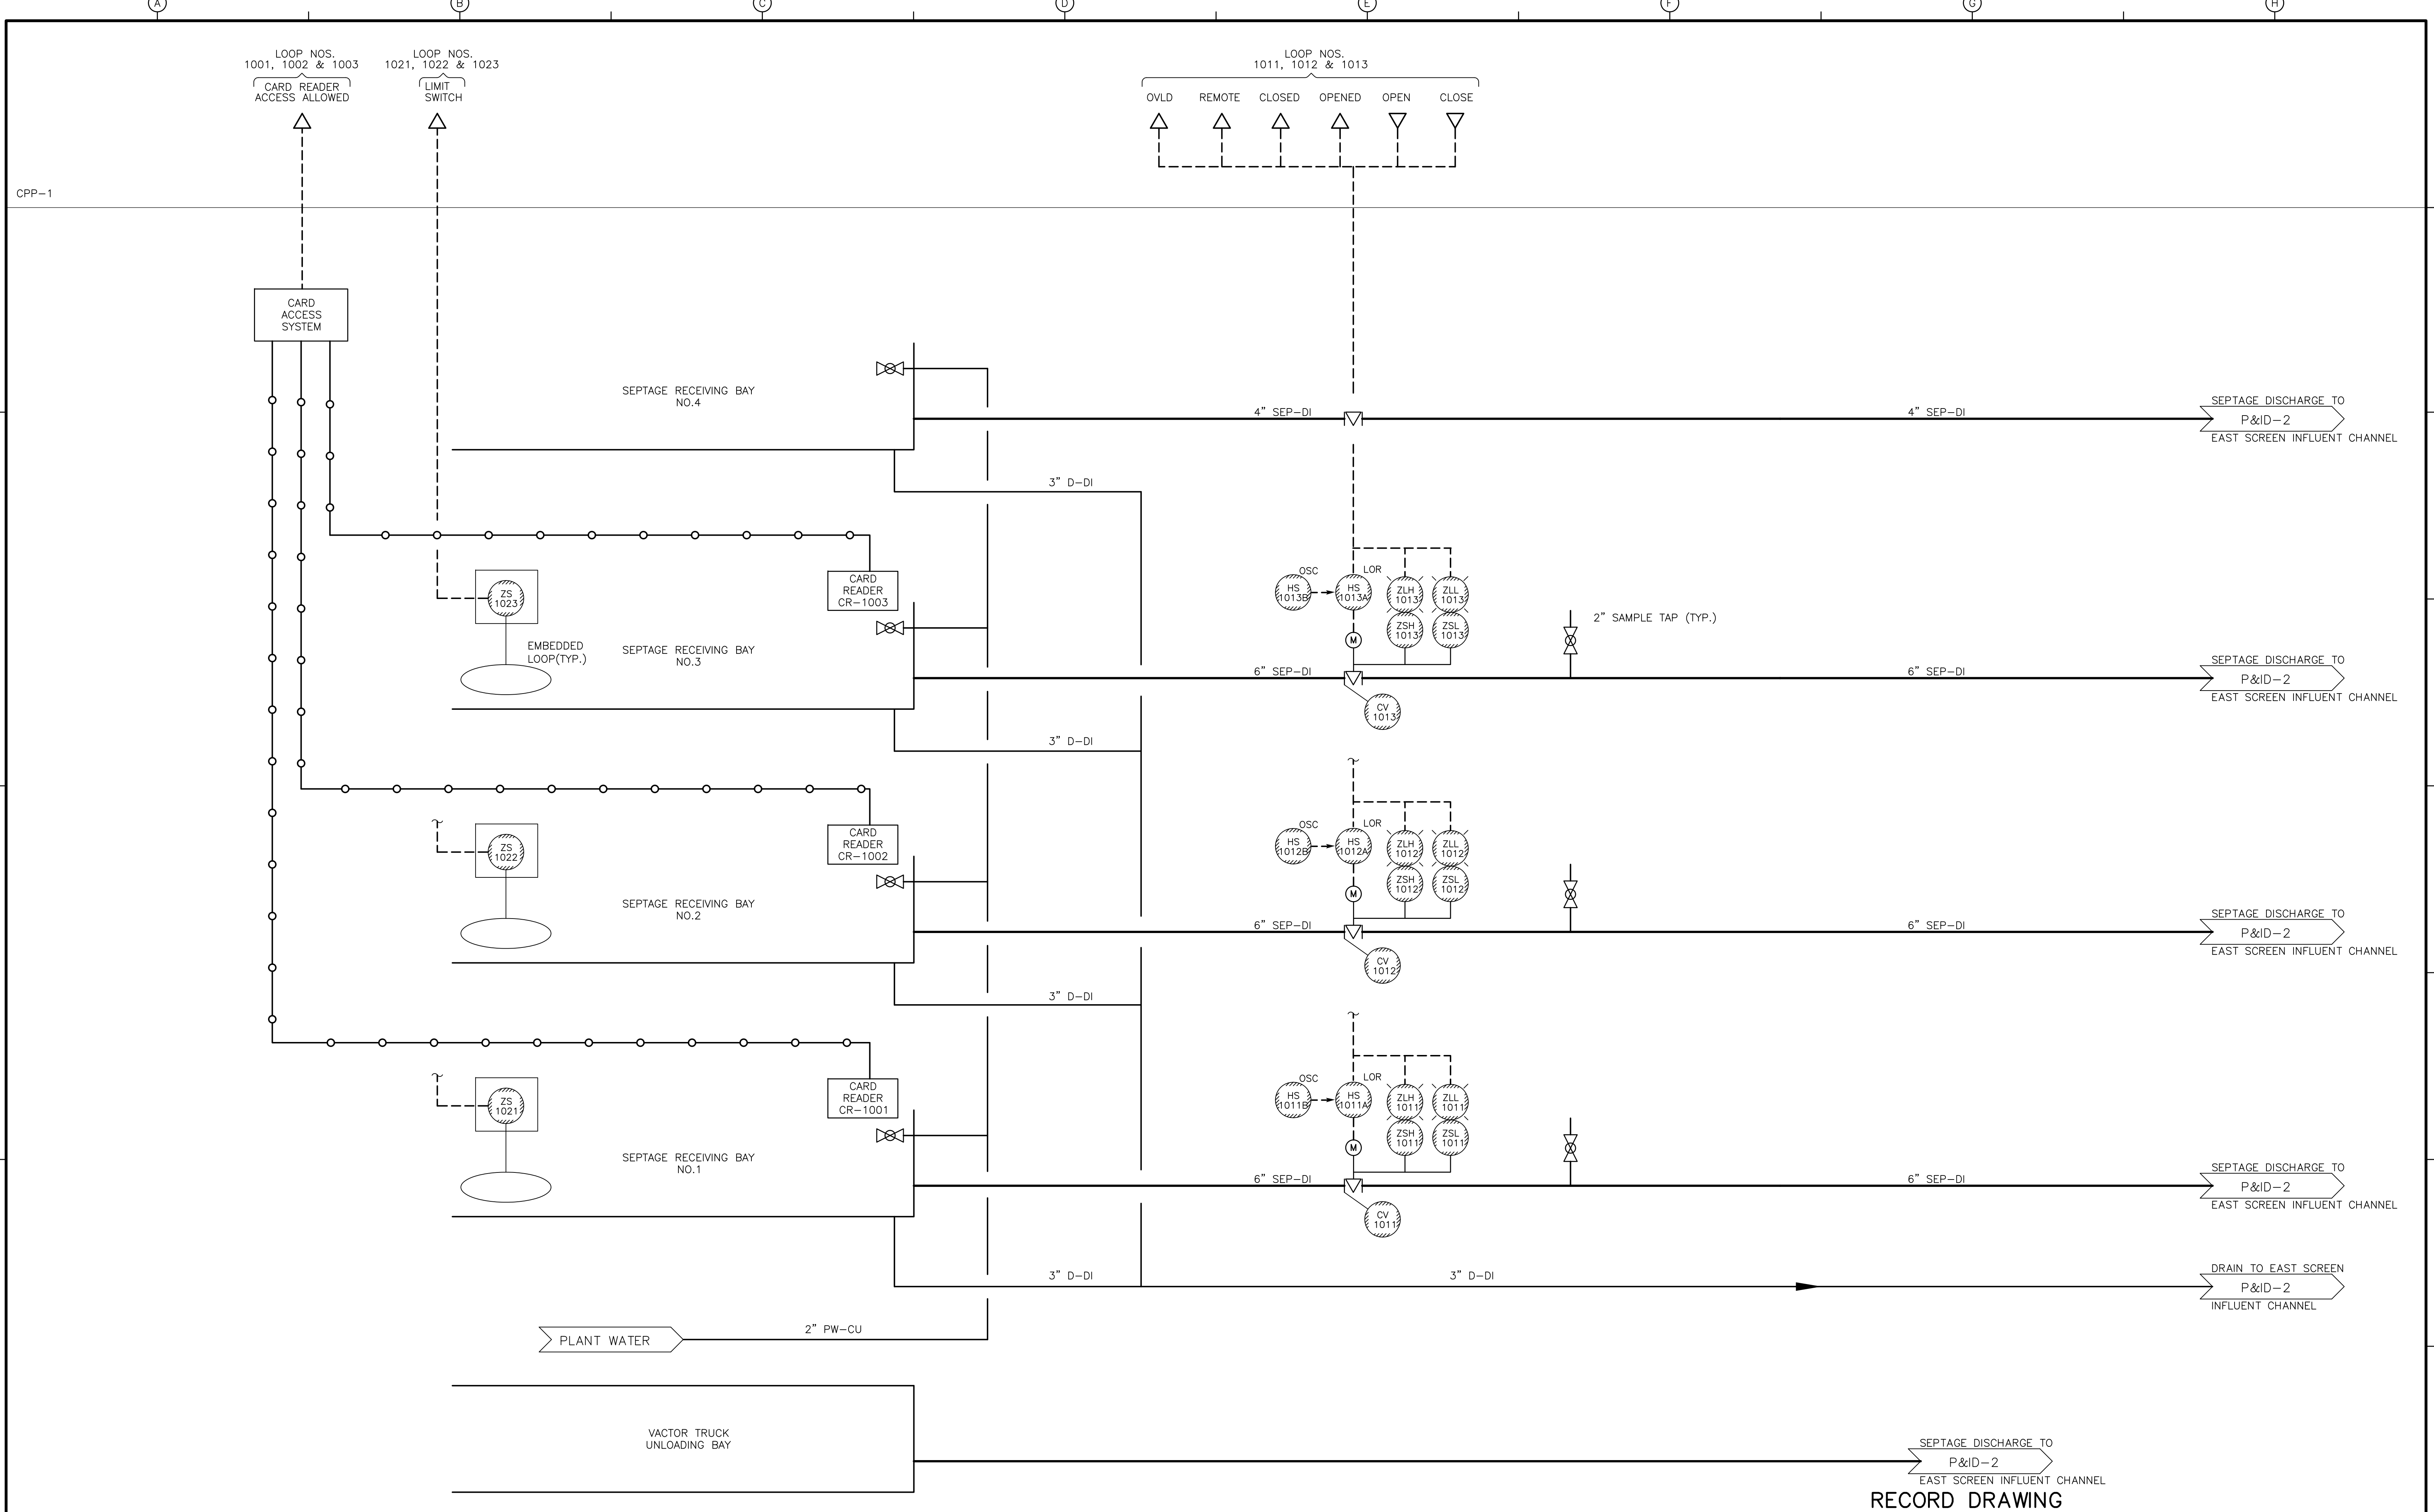 A
B
C
D
E
F
G
H
LOOP NOS.
1001, 1002 & 1003
CARD READER
ACCESS ALLOWED
LOOP NOS.
1021, 1022 & 1023
LIMIT
SWITCH
LOOP NOS.
1011, 1012 & 1013
OVLD
REMOTE
CLOSED
OPENED
OPEN
CLOSE
CPP-1
CARD
ACCESS
SYSTEM
SEPTAGE RECEIVING BAY
NO.4
4" SEP-DI
4" SEP-DI
SEPTAGE DISCHARGE TO
P&ID-2
EAST SCREEN INFLUENT CHANNEL
3" D-DI
ZS
1023
EMBEDDED
LOOP(TYP.)
SEPTAGE RECEIVING BAY
NO.3
CARD
READER
CR-1003
OSC
HS
1013B
LOR
HS
1013A
ZLH
1013
ZLL
1013
ZSH
1013
ZSL
1013
M
2" SAMPLE TAP (TYP.)
6" SEP-DI
6" SEP-DI
CV
1013
SEPTAGE DISCHARGE TO
P&ID-2
EAST SCREEN INFLUENT CHANNEL
3" D-DI
ZS
1022
SEPTAGE RECEIVING BAY
NO.2
CARD
READER
CR-1002
OSC
HS
1012B
LOR
HS
1012A
ZLH
1012
ZLL
1012
ZSH
1012
ZSL
1012
M
6" SEP-DI
6" SEP-DI
CV
1012
SEPTAGE DISCHARGE TO
P&ID-2
EAST SCREEN INFLUENT CHANNEL
3" D-DI
ZS
1021
SEPTAGE RECEIVING BAY
NO.1
CARD
READER
CR-1001
OSC
HS
1011B
LOR
HS
1011A
ZLH
1011
ZLL
1011
ZSH
1011
ZSL
1011
M
6" SEP-DI
6" SEP-DI
CV
1011
SEPTAGE DISCHARGE TO
P&ID-2
EAST SCREEN INFLUENT CHANNEL
3" D-DI
3" D-DI
DRAIN TO EAST SCREEN
P&ID-2
INFLUENT CHANNEL
PLANT WATER
2" PW-CU
VACTOR TRUCK
UNLOADING BAY
SEPTAGE DISCHARGE TO
P&ID-2
EAST SCREEN INFLUENT CHANNEL
RECORD DRAWING